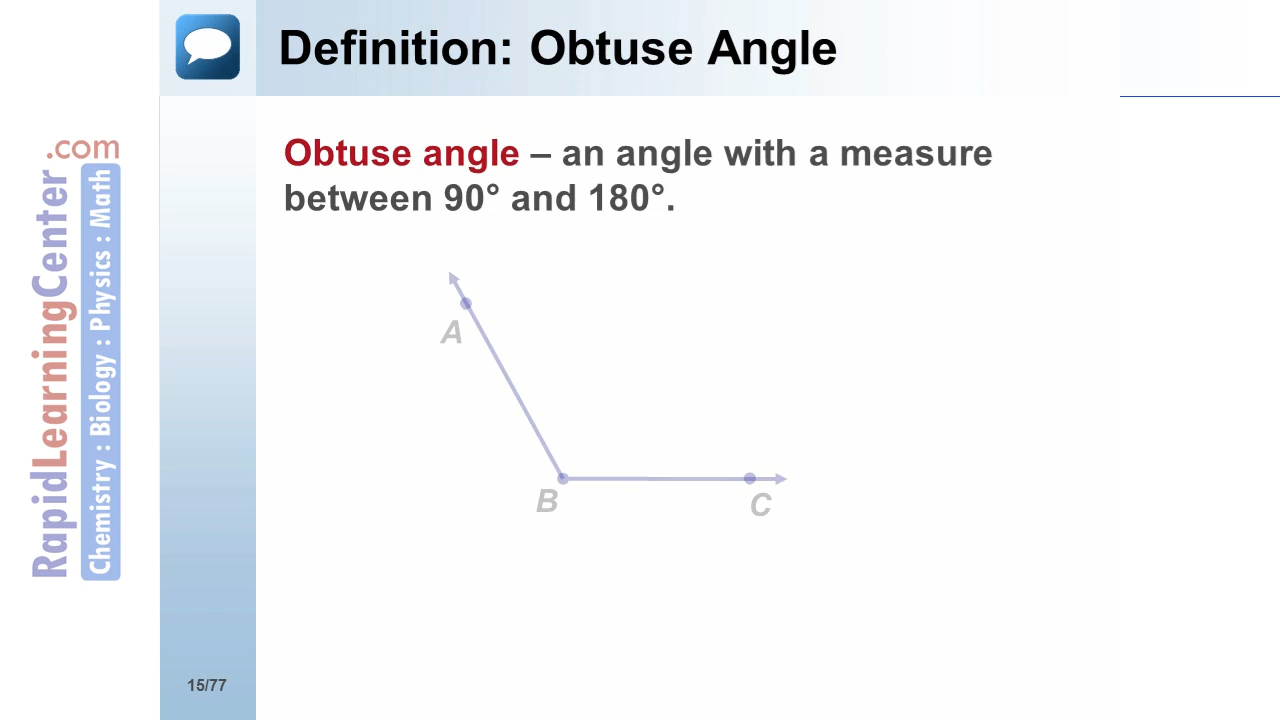 Definition: Obtuse Angle
Obtuse angle – an angle with a measure
between 90° and 180°.
A
B
C
RapidLearningCenter
.com
Chemistry : Biology : Physics : Math
15/77